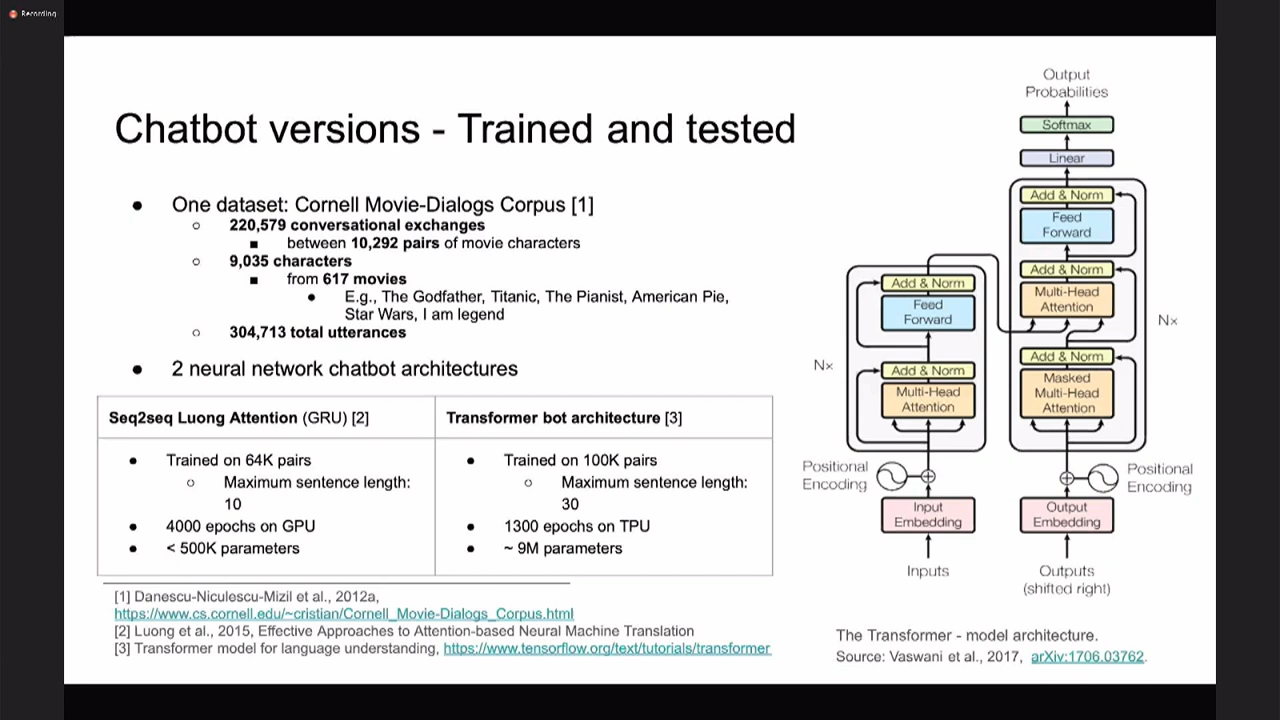 Recording
Chatbot versions - Trained and tested
● One dataset: Cornell Movie-Dialogs Corpus [1]
○ 220,579 conversational exchanges
■ between 10,292 pairs of movie characters
○ 9,035 characters
■ from 617 movies
● E.g., The Godfather, Titanic, The Pianist, American Pie,
Star Wars, I am legend
○ 304,713 total utterances
● 2 neural network chatbot architectures
Seq2seq Luong Attention (GRU) [2]
● Trained on 64K pairs
○ Maximum sentence length:
10
● 4000 epochs on GPU
● < 500K parameters
Transformer bot architecture [3]
● Trained on 100K pairs
○ Maximum sentence length:
30
● 1300 epochs on TPU
● ~ 9M parameters
[1] Danescu-Niculescu-Mizil et al., 2012a,
https://www.cs.cornell.edu/~cristian/Cornell_Movie-Dialogs_Corpus.html
[2] Luong et al., 2015, Effective Approaches to Attention-based Neural Machine Translation
[3] Transformer model for language understanding, https://www.tensorflow.org/text/tutorials/transformer
Output
Probabilities
Softmax
Linear
Add & Norm
Feed
Forward
Add & Norm
Multi-Head
Attention
Nx
Add & Norm
Masked
Multi-Head
Attention
Positional
Encoding
Output
Embedding
Outputs
(shifted right)
Add & Norm
Feed
Forward
Nx
Add & Norm
Multi-Head
Attention
Positional
Encoding
Input
Embedding
Inputs
The Transformer - model architecture.
Source: Vaswani et al., 2017, arXiv:1706.03762.